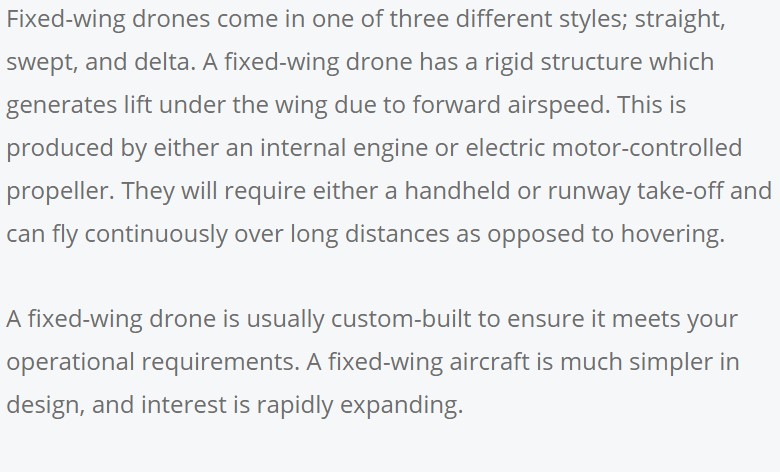 Fixed-wing drones come in one of three different styles; straight,
swept, and delta. A fixed-wing drone has a rigid structure which
generates lift under the wing due to forward airspeed. This is
produced by either an internal engine or electric motor-controlled
propeller. They will require either a handheld or runway take-off and
can fly continuously over long distances as opposed to hovering.
A fixed-wing drone is usually custom-built to ensure it meets your
operational requirements. A fixed-wing aircraft is much simpler in
design, and interest is rapidly expanding.